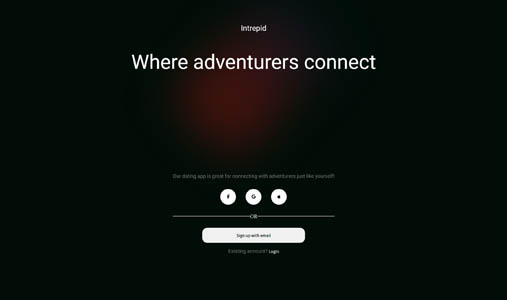 Intrepid
Where adventurers connect
Our dating app is great for connecting with adventurers just like yourself!
OR
Sign up with email
Existing account? Login